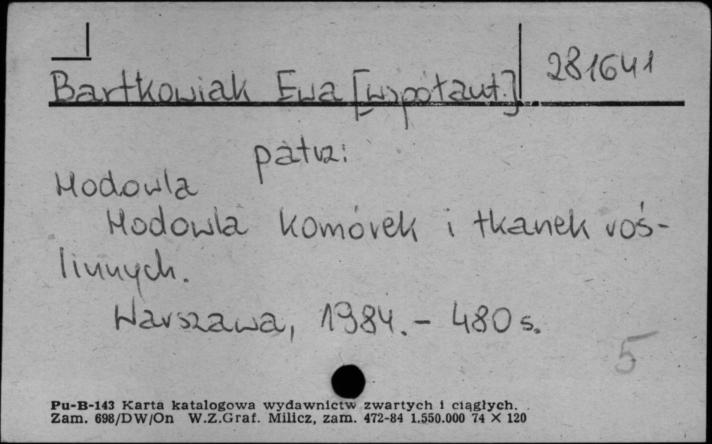 Bartkowiak Ewa [współaut.] 281641
patrz:
Hodowla
Hodowla komórek i tkanek roś-
linnych.
Warszawa, 1984. - 480 s.
5
Pu-B-143 Karta katalogowa wydawnictw zwartych i ciągłych.
Zam. 698/DW/On W.Z.Graf. Milicz, zam. 472-84 1.550.000 74 X 120